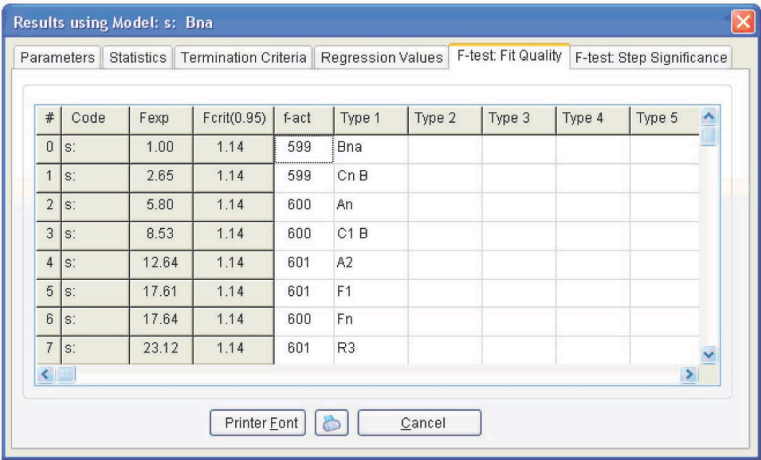 Results using Model: s: Bna
Parameters Statistics Termination Criteria Regression Values F-test: Fit Quality F-test: Step Significance
# Code Fexp Fcrit(0.95) f-act Type 1 Type 2 Type 3 Type 4 Type 5
0 s: 1.00 1.14 599 Bna
1 s: 2.65 1.14 599 Cn B
2 s: 5.80 1.14 600 An
3 s: 8.53 1.14 600 C1 B
4 s: 12.64 1.14 601 A2
5 s: 17.61 1.14 601 F1
6 s: 17.64 1.14 600 Fn
7 s: 23.12 1.14 601 R3
Printer Font Cancel